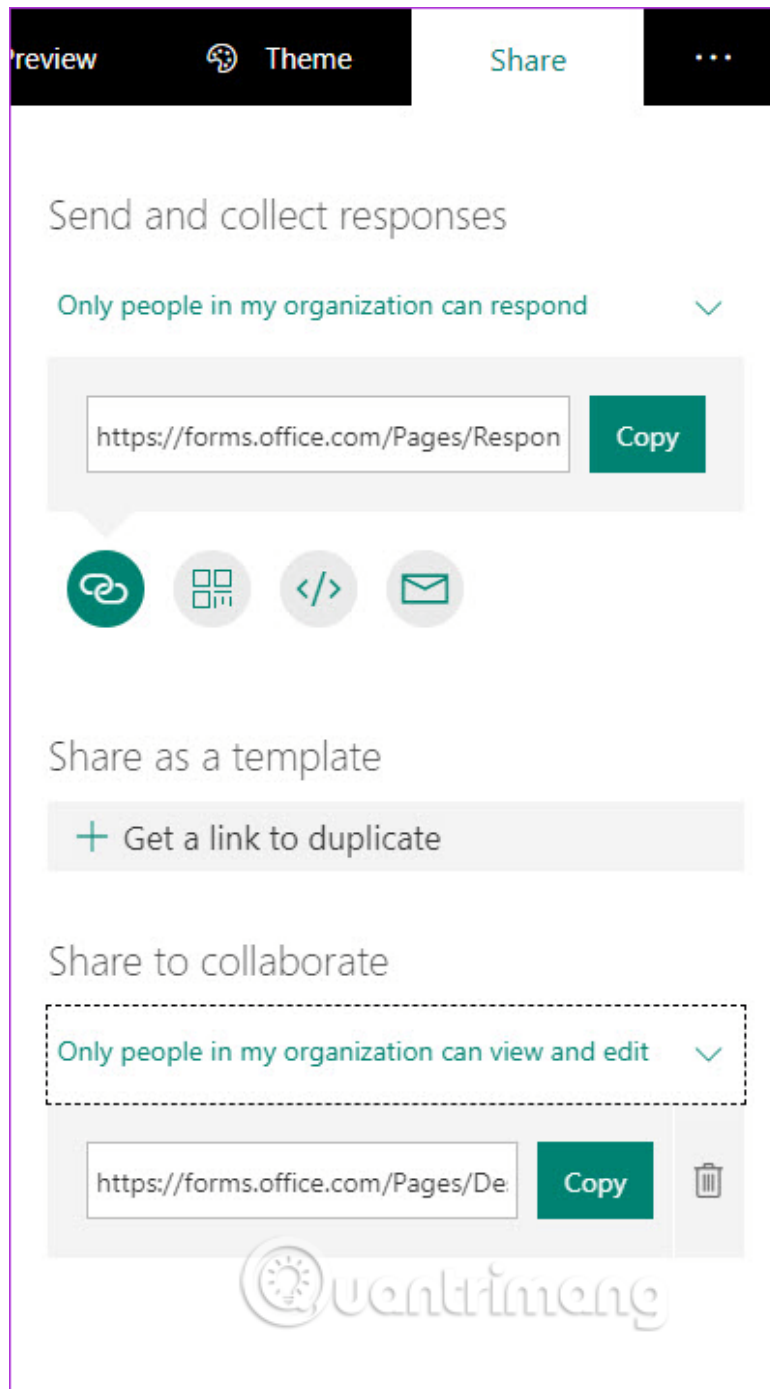 Preview Theme Share ...
Send and collect responses
Only people in my organization can respond
https://forms.office.com/Pages/Respon Copy
</>
Share as a template
+ Get a link to duplicate
Share to collaborate
Only people in my organization can view and edit
https://forms.office.com/Pages/De Copy
Quantrimang